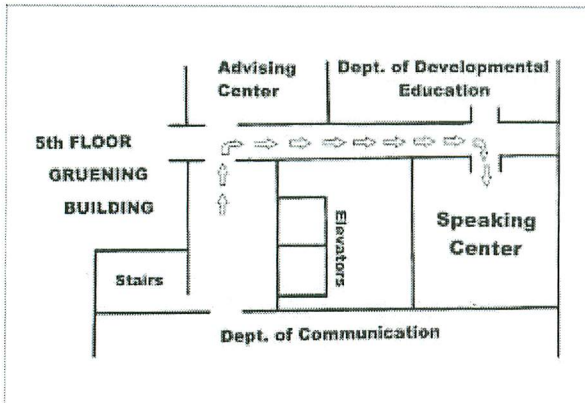 Advising
Center
Dept. of Developmental
Education
5th FLOOR
GRUENING
BUILDING
Elevators
Speaking
Center
Stairs
Dept. of Communication